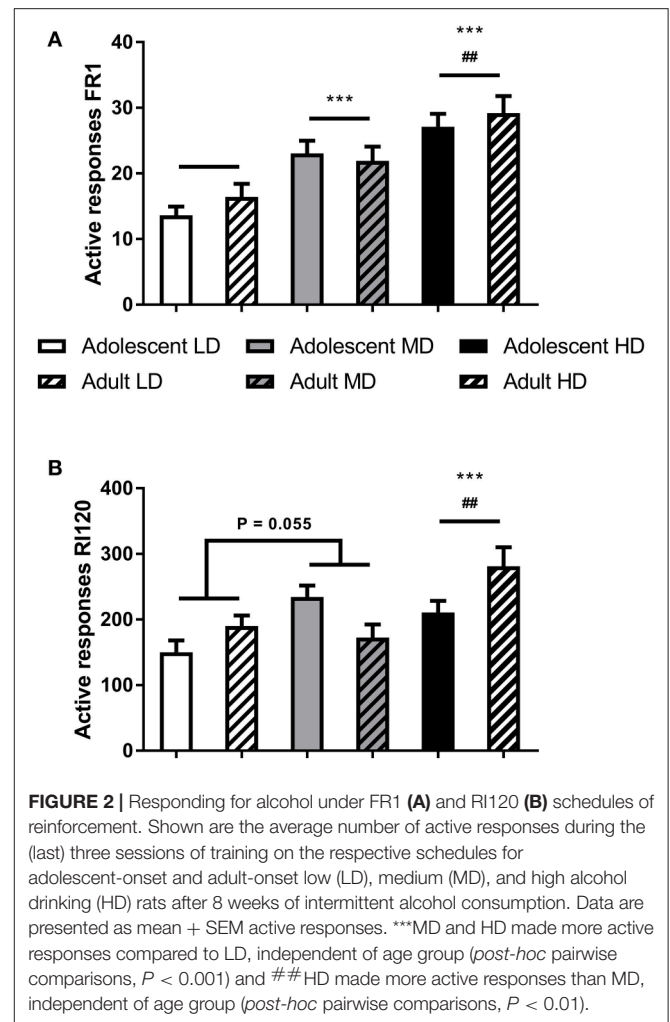 A
40
30
20
10
0
Active responses FR1
***
***
##
Adolescent LD Adolescent MD Adolescent HD
Adult LD Adult MD Adult HD
B
400
300
200
100
0
Active responses RI120
P = 0.055
***
##
FIGURE 2 | Responding for alcohol under FR1 (A) and RI120 (B) schedules of
reinforcement. Shown are the average number of active responses during the
(last) three sessions of training on the respective schedules for
adolescent-onset and adult-onset low (LD), medium (MD), and high alcohol
drinking (HD) rats after 8 weeks of intermittent alcohol consumption. Data are
presented as mean + SEM active responses. ***MD and HD made more active
responses compared to LD, independent of age group (post-hoc pairwise
comparisons, P < 0.001) and ##HD made more active responses than MD,
independent of age group (post-hoc pairwise comparisons, P < 0.01).